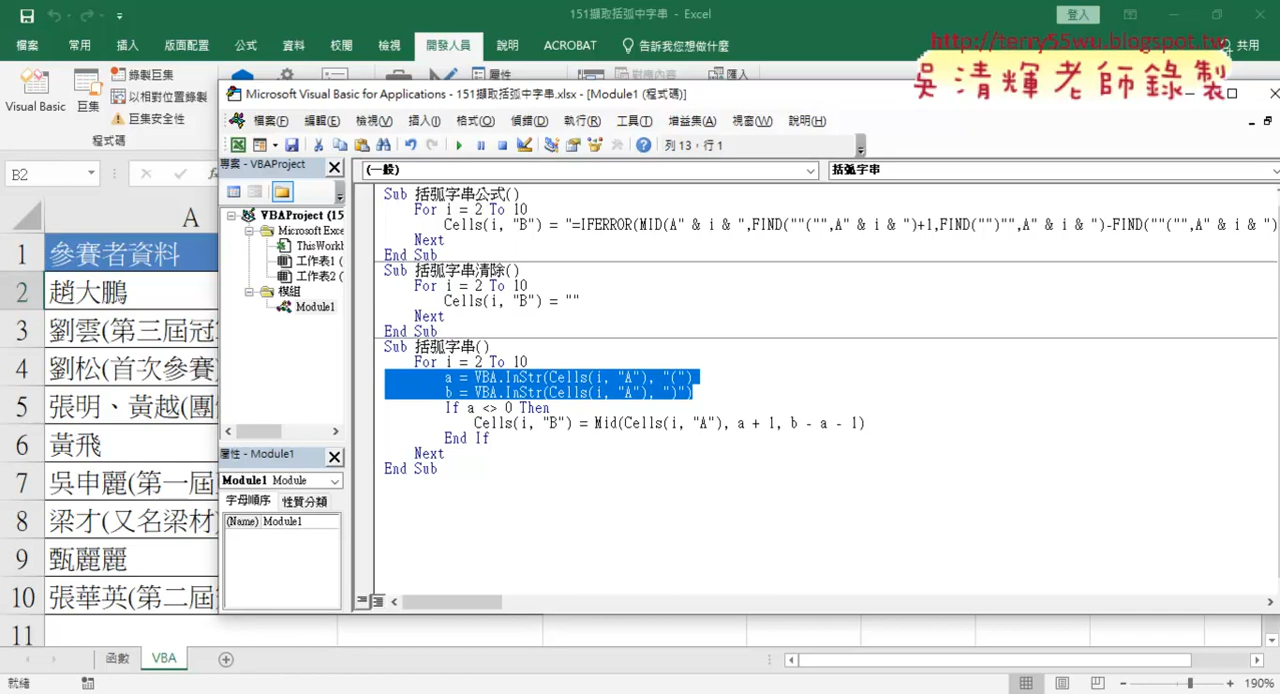 151擷取括弧中字串 - Excel
登入
檔案 常用 插入 版面配置 公式 資料 校閱 檢視 開發人員 說明 ACROBAT 告訴我您想做什麼 共用
http://terry55wu.blogspot.tw
吳清輝老師錄製
Visual Basic 巨集 錄製巨集
以相對位置錄製
巨集安全性
程式碼
屬性 對應內容 匯入
Microsoft Visual Basic for Applications - 151擷取括弧中字串.xlsx - [Module1 (程式碼)]
檔案(F) 編輯(E) 檢視(V) 插入(I) 格式(O) 偵錯(D) 執行(R) 工具(T) 增益集(A) 視窗(W) 說明(H)
列 13，行 1
B2
專案 - VBAProject
(一般) 括弧字串
VBAProject (15
Microsoft Exce
ThisWorkb
工作表1 (
工作表2 (
模組
Module1
屬性 - Module1
Module1 Module
字母順序 性質分類
(Name) Module1
Sub 括弧字串公式()
For i = 2 To 10
Cells(i, "B") = "=IFERROR(MID(A" & i & ",FIND(""("",A" & i & ")+1,FIND("")"",A" & i & ")-FIND(""("",A" & i & ")
Next
End Sub
Sub 括弧字串清除()
For i = 2 To 10
Cells(i, "B") = ""
Next
End Sub
Sub 括弧字串()
For i = 2 To 10
a = VBA.InStr(Cells(i, "A"), "(")
b = VBA.InStr(Cells(i, "A"), ")")
If a <> 0 Then
Cells(i, "B") = Mid(Cells(i, "A"), a + 1, b - a - 1)
End If
Next
End Sub
A
1 參賽者資料
2 趙大鵬
3 劉雲(第三屆冠
4 劉松(首次參賽)
5 張明、黃越(團
6 黃飛
7 吳申麗(第一屆
8 梁才(又名梁材)
9 甄麗麗
10 張華英(第二屆
11
函數 VBA
就緒
190%